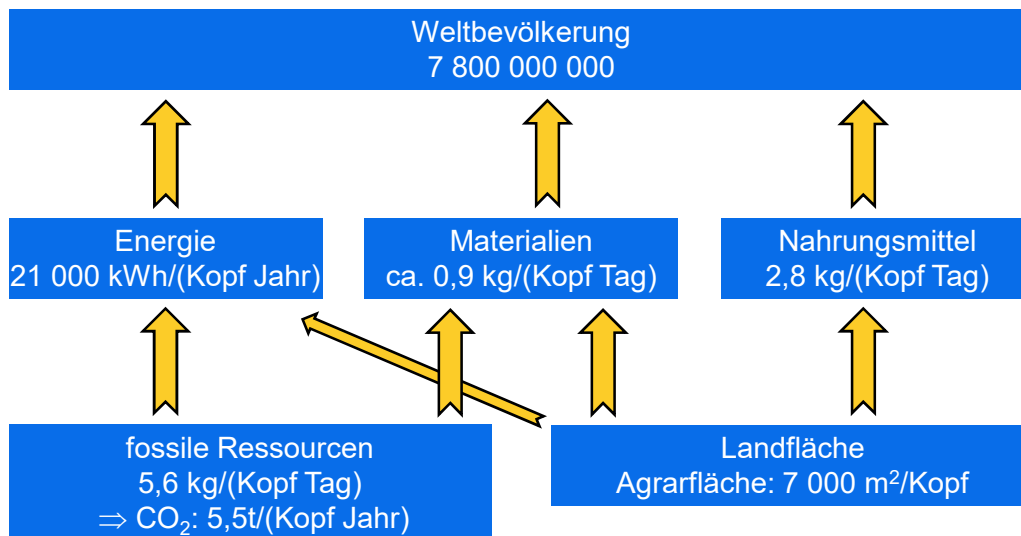 Weltbevölkerung
7 800 000 000
Energie
21 000 kWh/(Kopf Jahr)
Materialien
ca. 0,9 kg/(Kopf Tag)
Nahrungsmittel
2,8 kg/(Kopf Tag)
fossile Ressourcen
5,6 kg/(Kopf Tag)
⇒ CO₂: 5,5t/(Kopf Jahr)
Landfläche
Agrarfläche: 7 000 m²/Kopf